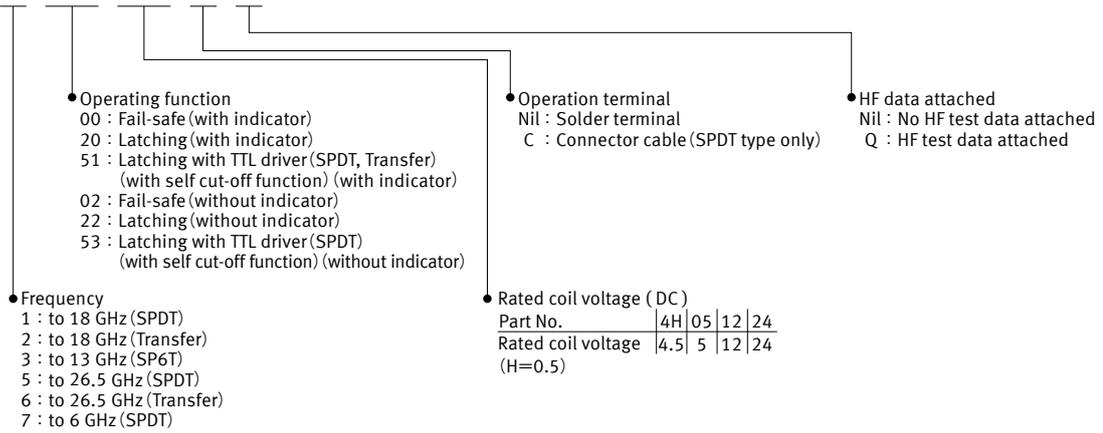 Operating function
00 : Fail-safe (with indicator)
20 : Latching (with indicator)
51 : Latching with TTL driver (SPDT, Transfer)
(with self cut-off function) (with indicator)
02 : Fail-safe (without indicator)
22 : Latching (without indicator)
53 : Latching with TTL driver (SPDT)
(with self cut-off function) (without indicator)
Operation terminal
Nil : Solder terminal
C : Connector cable (SPDT type only)
HF data attached
Nil : No HF test data attached
Q : HF test data attached
Frequency
1 : to 18 GHz (SPDT)
2 : to 18 GHz (Transfer)
3 : to 13 GHz (SP6T)
5 : to 26.5 GHz (SPDT)
6 : to 26.5 GHz (Transfer)
7 : to 6 GHz (SPDT)
Rated coil voltage ( DC )
Part No. 4H 05 12 24
Rated coil voltage 4.5 5 12 24
(H=0.5)